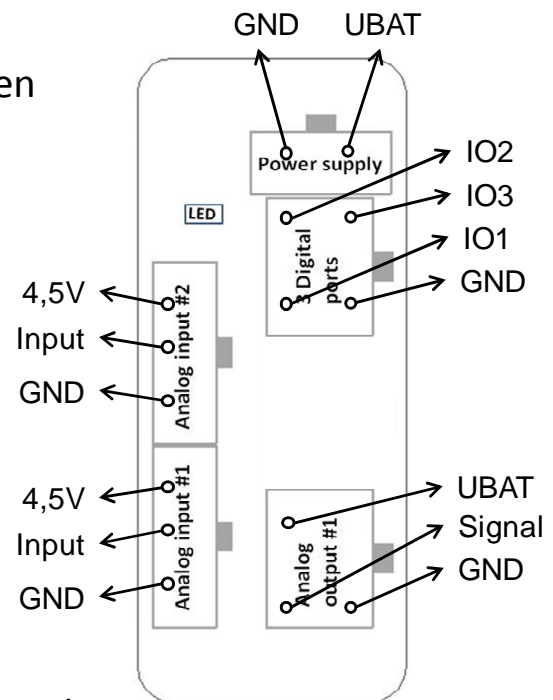 GND UBAT
en
Power supply
IO2
IO3
IO1
GND
3 Digital
ports
LED
4,5V
Input
GND
Analog input #2
4,5V
Input
GND
Analog input #1
UBAT
Signal
GND
Analog
output #1